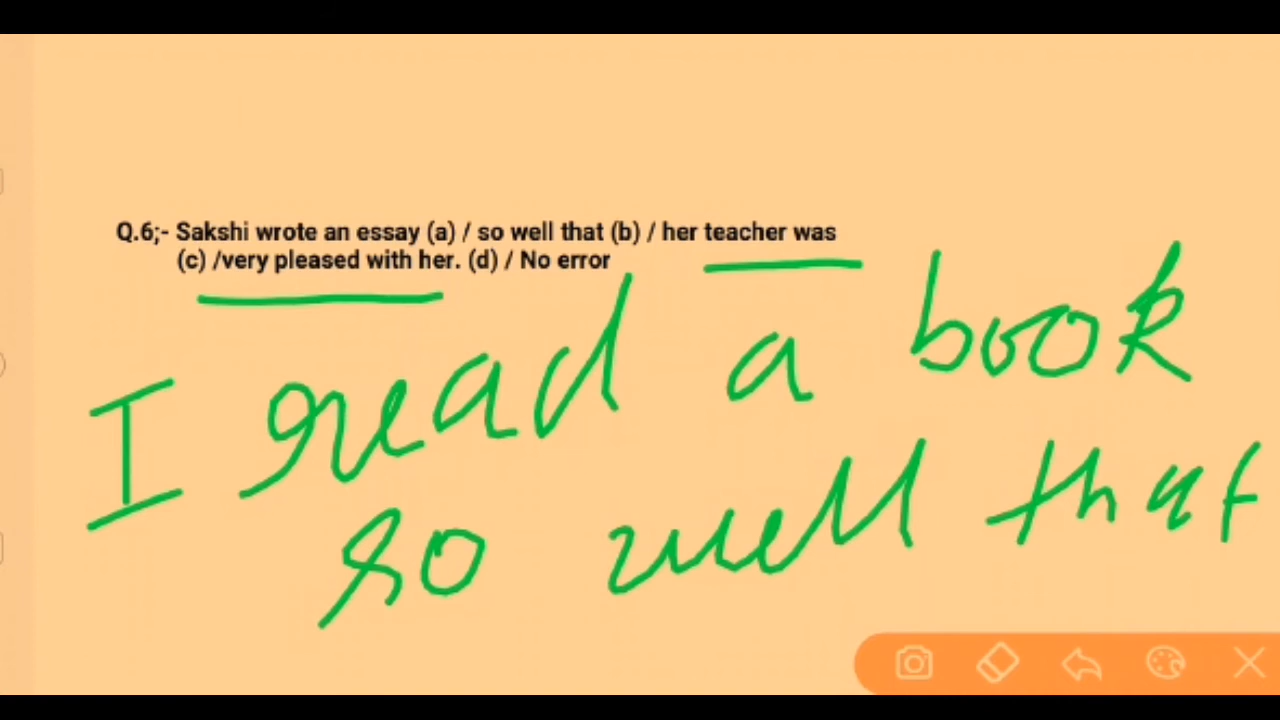 Q.6;- Sakshi wrote an essay (a) / so well that (b) / her teacher was
(c) /very pleased with her. (d) / No error
I read a book
so well that